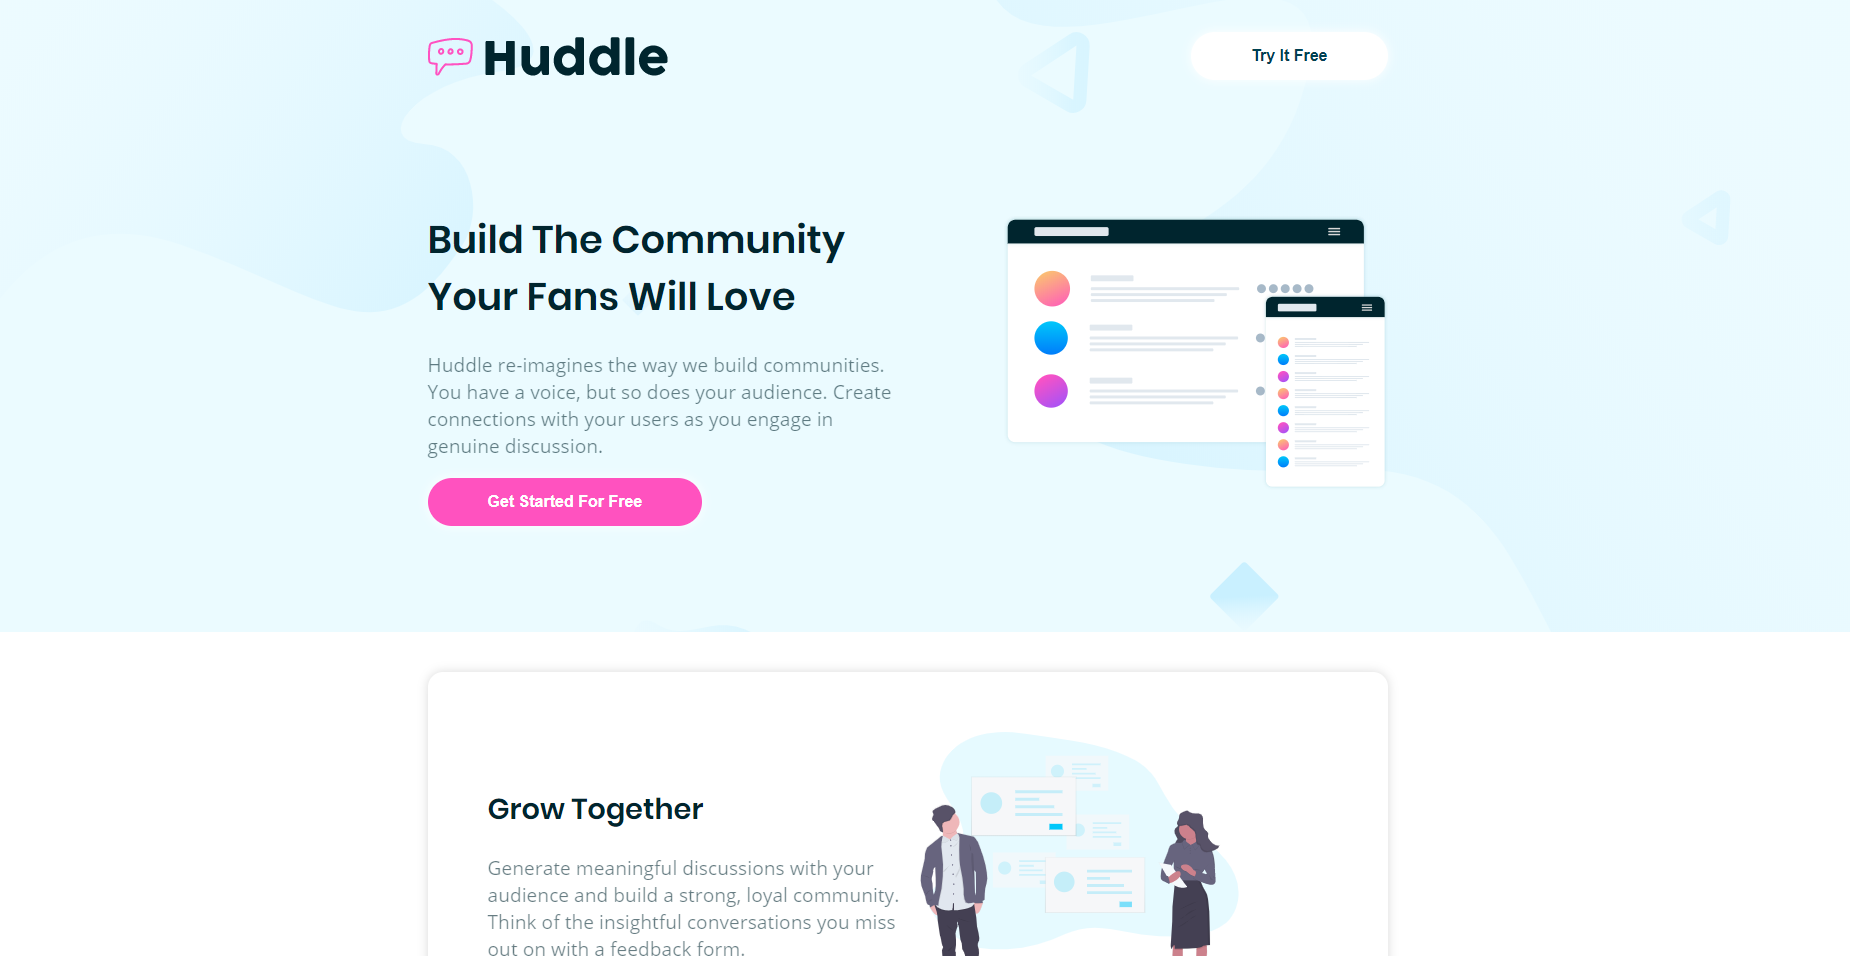 Huddle
Try It Free
Build The Community
Your Fans Will Love
Huddle re-imagines the way we build communities.
You have a voice, but so does your audience. Create
connections with your users as you engage in
genuine discussion.
Get Started For Free
Grow Together
Generate meaningful discussions with your
audience and build a strong, loyal community.
Think of the insightful conversations you miss
out on with a feedback form.